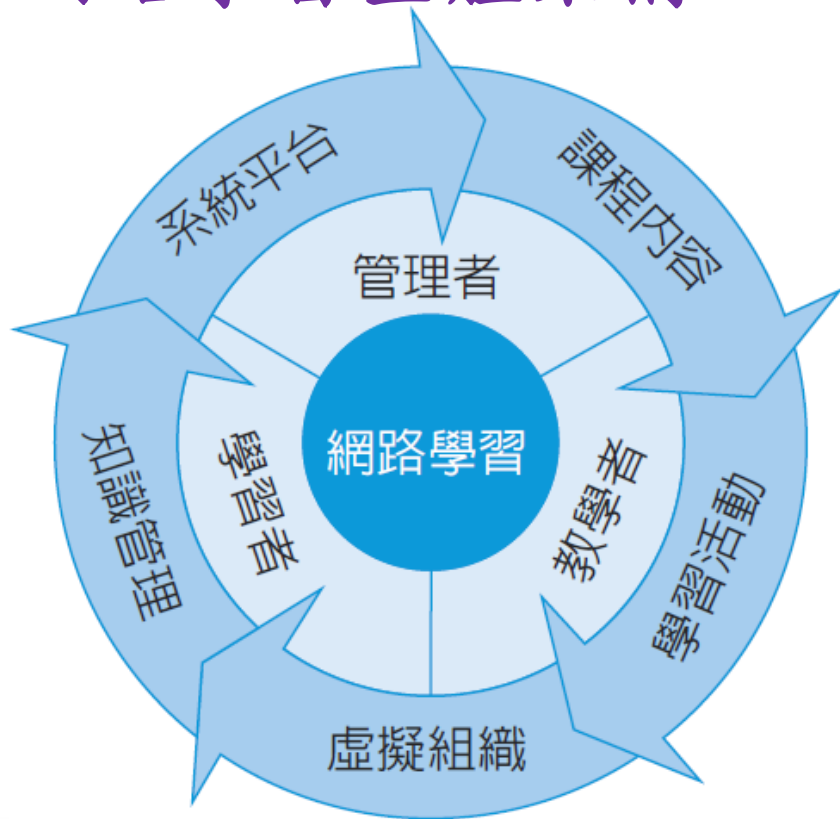 系統平台
課程內容
管理者
網路學習
學習者
教學者
知識管理
學習活動
虛擬組織